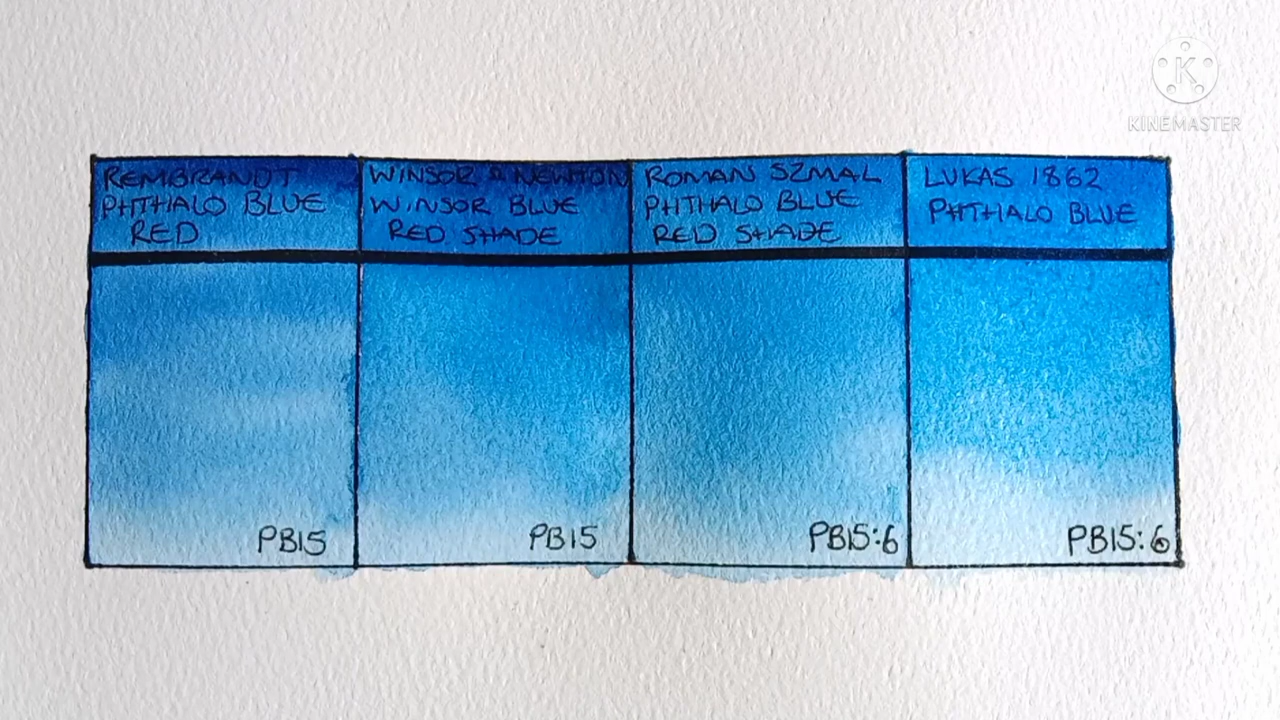 KINEMASTER
REMBRANDT
PHTHALO BLUE
RED
WINSOR & NEWTON
WINSOR BLUE
RED SHADE
ROMAN SZMAL
PHTHALO BLUE
RED SHADE
LUKAS 1862
PHTHALO BLUE
PB15
PB15
PB15:6
PB15:6